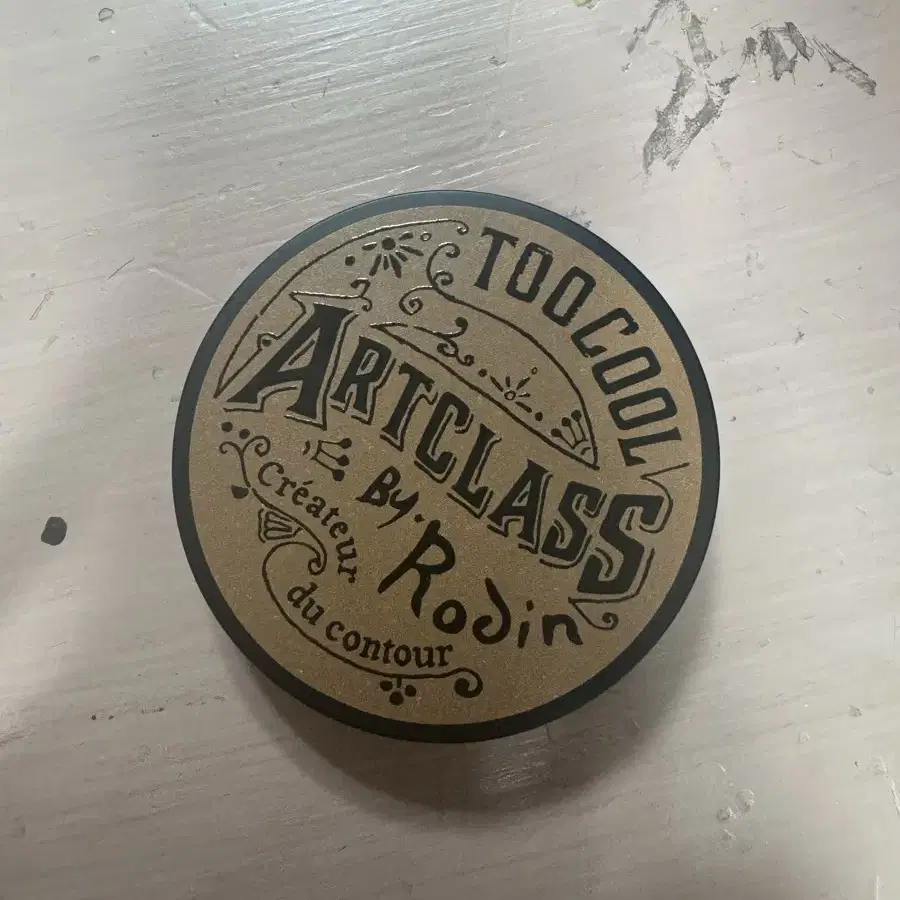 TOO COOL
ARTCLASS
By. Rodin
créateur
du contour